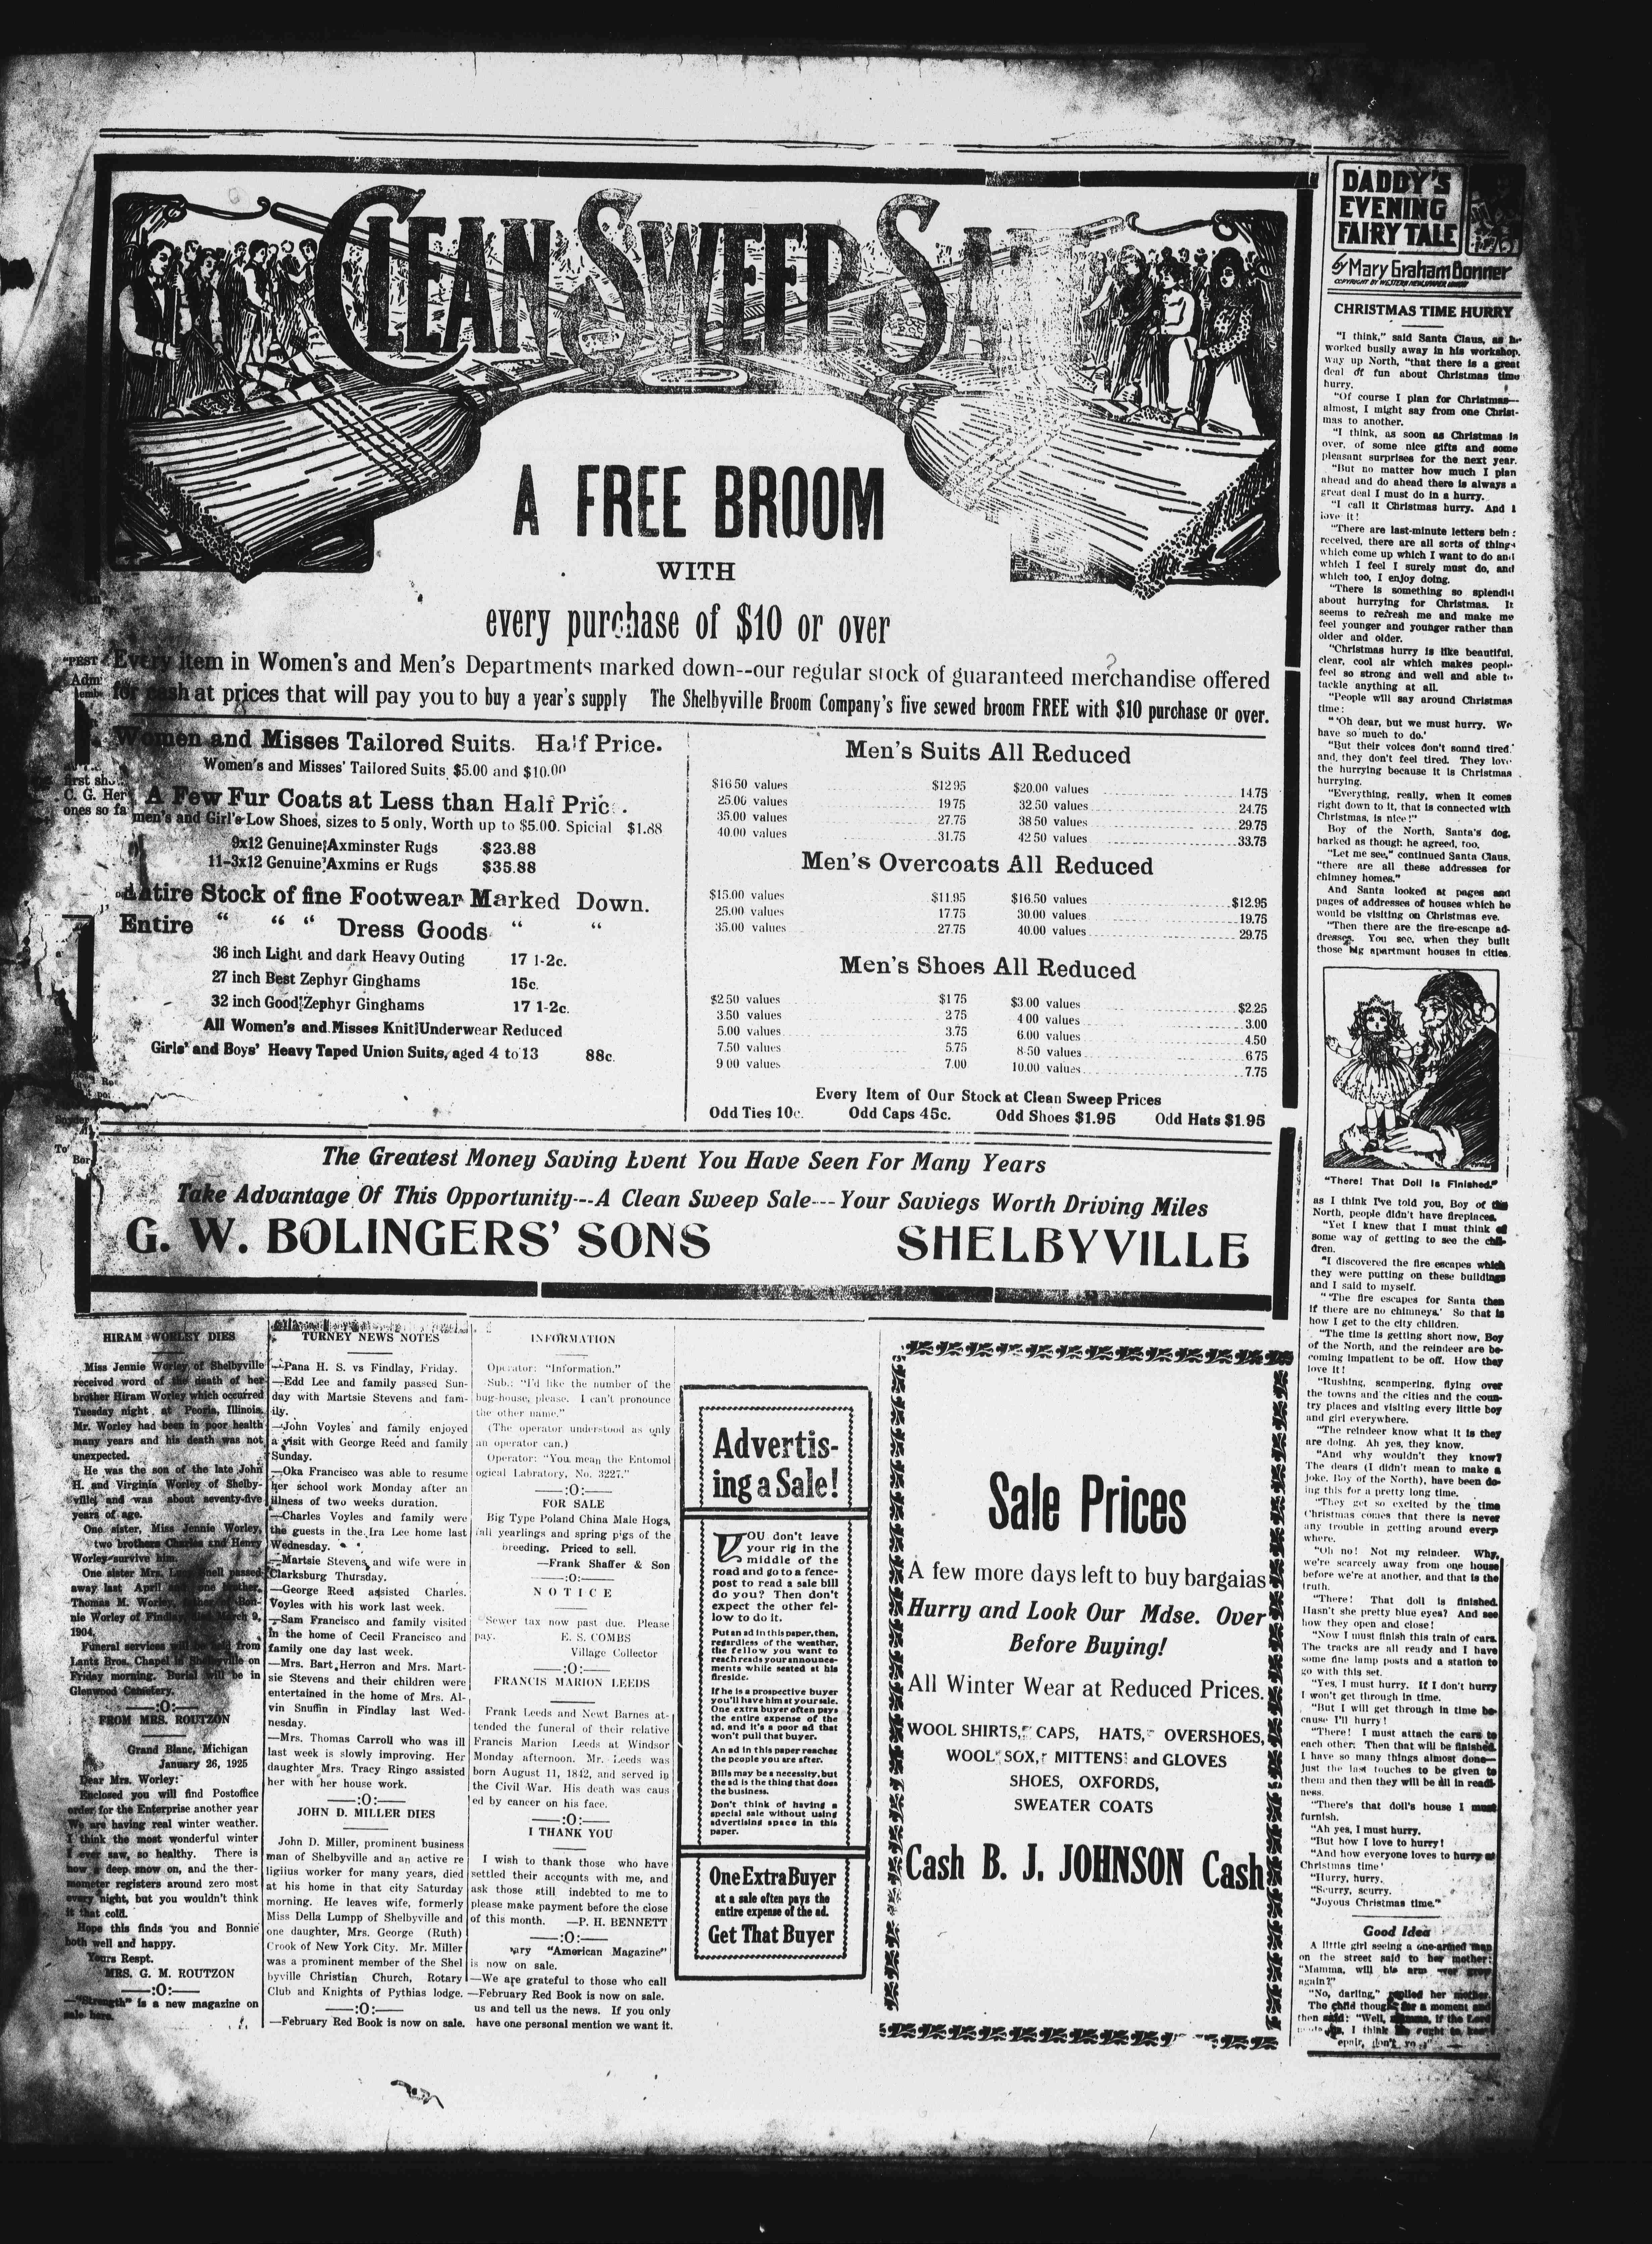 CLEAN SWEEP SA
A FREE BROOM
WITH
every purchase of $10 or over
Every item in Women's and Men's Departments marked down--our regular stock of guaranteed merchandise offered
for cash at prices that will pay you to buy a year's supply The Shelbyville Broom Company's five sewed broom FREE with $10 purchase or over.
Women and Misses Tailored Suits. Half Price.
Women's and Misses' Tailored Suits $5.00 and $10.00
A Few Fur Coats at Less than Half Pric .
men's and Girl's Low Shoes, sizes to 5 only, Worth up to $5.00. Spicial $1.88
9x12 Genuine Axminster Rugs $23.88
11-3x12 Genuine Axmins er Rugs $35.88
Entire Stock of fine Footwear Marked Down.
Entire " " " Dress Goods " "
36 inch Light and dark Heavy Outing 17 1-2c.
27 inch Best Zephyr Ginghams 15c.
32 inch Good Zephyr Ginghams 17 1-2c.
All Women's and Misses Knit Underwear Reduced
Girls' and Boys' Heavy Taped Union Suits, aged 4 to 13 88c.
Men's Suits All Reduced
$16 50 values $12 95 $20.00 values 14.75
25.00 values 19 75 32.50 values 24.75
35.00 values 27.75 38 50 values 29.75
40.00 values 31.75 42 50 values 33.75
Men's Overcoats All Reduced
$15.00 values $11.95 $16.50 values $12.95
25.00 values 17.75 30.00 values 19.75
35.00 values 27.75 40.00 values 29.75
Men's Shoes All Reduced
$2 50 values $1 75 $3 00 values $2.25
3.50 values 2 75 4 00 values 3.00
5.00 values 3.75 6.00 values 4.50
7.50 values 5.75 8 50 values 6 75
9 00 values 7.00 10.00 values 7.75
Every Item of Our Stock at Clean Sweep Prices
Odd Ties 10c. Odd Caps 45c. Odd Shoes $1.95 Odd Hats $1.95
The Greatest Money Saving Event You Have Seen For Many Years
Take Advantage Of This Opportunity---A Clean Sweep Sale---Your Saviegs Worth Driving Miles
G. W. BOLINGERS' SONS SHELBYVILLE
HIRAM WORLEY DIES
Miss Jennie Worley of Shelbyville
received word of the death of her
brother Hiram Worley which occurred
Tuesday night at Peoria, Illinois.
Mr. Worley had been in poor health
many years and his death was not
unexpected.
He was the son of the late John
H. and Virginia Worley of Shelby-
ville and was about seventy-five
years of age.
One sister, Miss Jennie Worley,
two brothers Charles and Henry
Worley survive him.
One sister Mrs. Snell passed
away last April and one brother,
Thomas M. Worley, father of Bon-
nie Worley of Findlay, died March 9,
1904.
Funeral services will be held from
Lantz Bros. Chapel in Shelbyville on
Friday morning. Burial will be in
Glenwood Cemetery.
——:O:——
FROM MRS. ROUTZON
Grand Blanc, Michigan
January 26, 1925
Dear Mrs. Worley:
Enclosed you will find Postoffice
order for the Enterprise another year
We are having real winter weather.
I think the most wonderful winter
I ever saw, so healthy. There is
now a deep snow on, and the ther-
mometer registers around zero most
every night, but you wouldn't think
it that cold.
Hope this finds you and Bonnie
both well and happy.
Yours Respt.
MRS. G. M. ROUTZON
——:O:——
—"Strength" is a new magazine on
sale here.
TURNEY NEWS NOTES
—Pana H. S. vs Findlay, Friday.
—Edd Lee and family passed Sun-
day with Martsie Stevens and fam-
ily.
—John Voyles and family enjoyed
a visit with George Reed and family
Sunday.
—Oka Francisco was able to resume
her school work Monday after an
illness of two weeks duration.
—Charles Voyles and family were
the guests in the Ira Lee home last
Wednesday.
—Martsie Stevens and wife were in
Clarksburg Thursday.
—George Reed assisted Charles
Voyles with his work last week.
—Sam Francisco and family visited
In the home of Cecil Francisco and
family one day last week.
—Mrs. Bart Herron and Mrs. Mart-
sie Stevens and their children were
entertained in the home of Mrs. Al-
vin Snuffin in Findlay last Wed-
nesday.
—Mrs. Thomas Carroll who was ill
last week is slowly improving. Her
daughter Mrs. Tracy Ringo assisted
her with her house work.
——:O:——
JOHN D. MILLER DIES
John D. Miller, prominent business
man of Shelbyville and an active re
ligiius worker for many years, died
at his home in that city Saturday
morning. He leaves wife, formerly
Miss Della Lumpp of Shelbyville and
one daughter, Mrs. George (Ruth)
Crook of New York City. Mr. Miller
was a prominent member of the Shel
byville Christian Church, Rotary
Club and Knights of Pythias lodge.
——:O:——
—February Red Book is now on sale.
INFORMATION
Operator: "Information."
Sub.: "I'd like the number of the
bug-house, please. I can't pronounce
the other name."
(The operator understood as only
an operator can.)
Operator: "You mean the Entomol
ogical Labratory, No. 3227."
——:O:——
FOR SALE
Big Type Poland China Male Hogs,
fall yearlings and spring pigs of the
breeding. Priced to sell.
—Frank Shaffer & Son
——:O:——
NOTICE
Sewer tax now past due. Please
pay. E. S. COMBS
Village Collector
——:O:——
FRANCIS MARION LEEDS
Frank Leeds and Newt Barnes at-
tended the funeral of their relative
Francis Marion Leeds at Windsor
Monday afternoon. Mr. Leeds was
born August 11, 1842, and served in
the Civil War. His death was caus
ed by cancer on his face.
——:O:——
I THANK YOU
I wish to thank those who have
settled their accounts with me, and
ask those still indebted to me to
please make payment before the close
of this month. —P. H. BENNETT
——:O:——
"American Magazine"
is now on sale.
—We are grateful to those who call
—February Red Book is now on sale.
us and tell us the news. If you only
have one personal mention we want it.
Advertis-
ing a Sale!
YOU don't leave
your rig in the
middle of the
road and go to a fence-
post to read a sale bill
do you? Then don't
expect the other fel-
low to do it.
Put an ad in this paper, then,
regardless of the weather,
the fellow you want to
reach reads your announce-
ments while seated at his
fireside.
If he is a prospective buyer
you'll have him at your sale.
One extra buyer often pays
the entire expense of the
ad, and it's a poor ad that
won't pull that buyer.
An ad in this paper reaches
the people you are after.
Bills may be a necessity, but
the ad is the thing that does
the business.
Don't think of having a
special sale without using
advertising space in this
paper.
One Extra Buyer
at a sale often pays the
entire expense of the ad.
Get That Buyer
Sale Prices
A few more days left to buy bargaias
Hurry and Look Our Mdse. Over
Before Buying!
All Winter Wear at Reduced Prices.
WOOL SHIRTS, CAPS, HATS, OVERSHOES,
WOOL SOX, MITTENS and GLOVES
SHOES, OXFORDS,
SWEATER COATS
Cash B. J. JOHNSON Cash
DADDY'S
EVENING
FAIRY TALE
by Mary Graham Bonner
COPYRIGHT BY WESTERN NEWSPAPER UNION
CHRISTMAS TIME HURRY
"I think," said Santa Claus, as he
worked busily away in his workshop,
way up North, "that there is a great
deal of fun about Christmas time
hurry.
"Of course I plan for Christmas—
almost, I might say from one Christ-
mas to another.
"I think, as soon as Christmas is
over, of some nice gifts and some
pleasant surprises for the next year.
"But no matter how much I plan
ahead and do ahead there is always a
great deal I must do in a hurry.
"I call it Christmas hurry. And I
love it!
"There are last-minute letters bein
received, there are all sorts of things
which come up which I want to do and
which I feel I surely must do, and
which too, I enjoy doing.
"There is something so splendid
about hurrying for Christmas. It
seems to refresh me and make me
feel younger and younger rather than
older and older.
"Christmas hurry is like beautiful,
clear, cool air which makes people
feel so strong and well and able to
tackle anything at all.
"People will say around Christmas
time:
"'Oh dear, but we must hurry. We
have so much to do.'
"But their voices don't sound tired.
and, they don't feel tired. They love
the hurrying because it is Christmas
hurrying.
"Everything, really, when it comes
right down to it, that is connected with
Christmas, is nice!"
Boy of the North, Santa's dog,
barked as though he agreed, too.
"Let me see," continued Santa Claus,
"there are all these addresses for
chimney homes."
And Santa looked at pages and
pages of addresses of houses which he
would be visiting on Christmas eve.
"Then there are the fire-escape ad-
dresses. You see, when they built
those big apartment houses in cities,
"There! That Doll Is Finished."
as I think I've told you, Boy of the
North, people didn't have fireplaces.
"Yet I knew that I must think of
some way of getting to see the chil-
dren.
"I discovered the fire escapes which
they were putting on these buildings
and I said to myself.
"'The fire escapes for Santa then
if there are no chimneys.' So that is
how I get to the city children.
"The time is getting short now, Boy
of the North, and the reindeer are be-
coming impatient to be off. How they
love it!
"Rushing, scampering, flying over
the towns and the cities and the coun-
try places and visiting every little boy
and girl everywhere.
"The reindeer know what it is they
are doing. Ah yes, they know.
"And why wouldn't they know?
The dears (I didn't mean to make a
joke, Boy of the North), have been do-
ing this for a pretty long time.
"They get so excited by the time
Christmas comes that there is never
any trouble in getting around every
where.
"Oh no! Not my reindeer. Why,
we're scarcely away from one house
before we're at another, and that is the
truth.
"There! That doll is finished.
Hasn't she pretty blue eyes? And see
how they open and close!
"Now I must finish this train of cars.
The tracks are all ready and I have
some fine lamp posts and a station to
go with this set.
"Yes, I must hurry. If I don't hurry
I won't get through in time.
"But I will get through in time be-
cause I'll hurry!
"There! I must attach the cars to
each other. Then that will be finished.
I have so many things almost done—
just the last touches to be given to
them and then they will be all in readi-
ness.
"There's that doll's house I must
furnish.
"Ah yes, I must hurry.
"But how I love to hurry!
"And how everyone loves to hurry at
Christmas time!
"Hurry, hurry.
"Scurry, scurry.
"Joyous Christmas time."
Good Idea
A little girl seeing a one-armed man
on the street said to her mother:
"Mamma, will his arm ever grow
again?"
"No, darling," replied her mother.
The child thought for a moment and
then said: "Well, mamma, if the Lord
I think he ought to keep
epair, don't yo